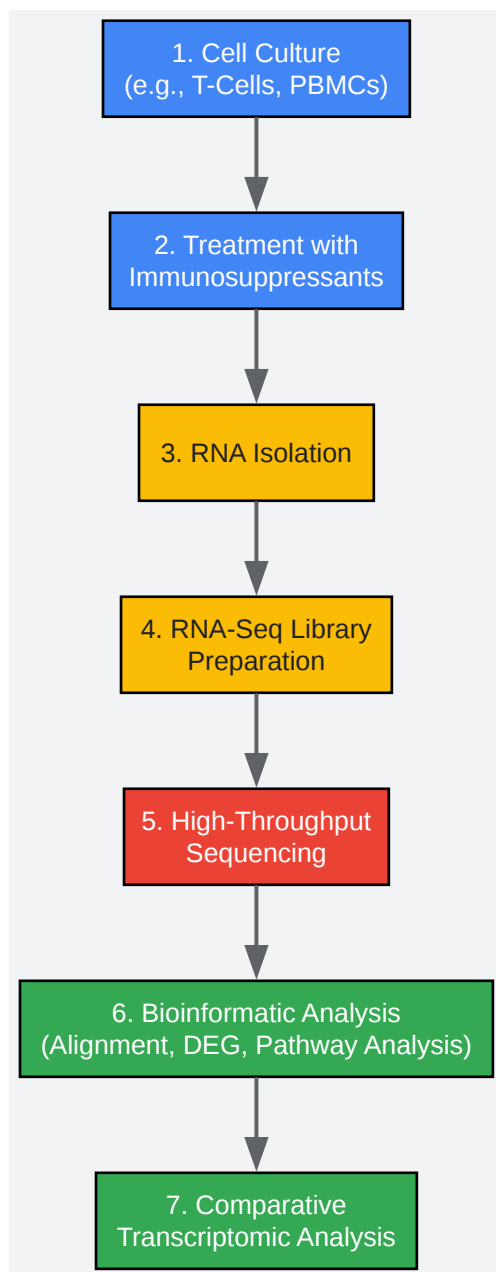 1. Cell Culture
(e.g., T-Cells, PBMCs)
2. Treatment with
Immunosuppressants
3. RNA Isolation
4. RNA-Seq Library
Preparation
5. High-Throughput
Sequencing
6. Bioinformatic Analysis
(Alignment, DEG, Pathway Analysis)
7. Comparative
Transcriptomic Analysis